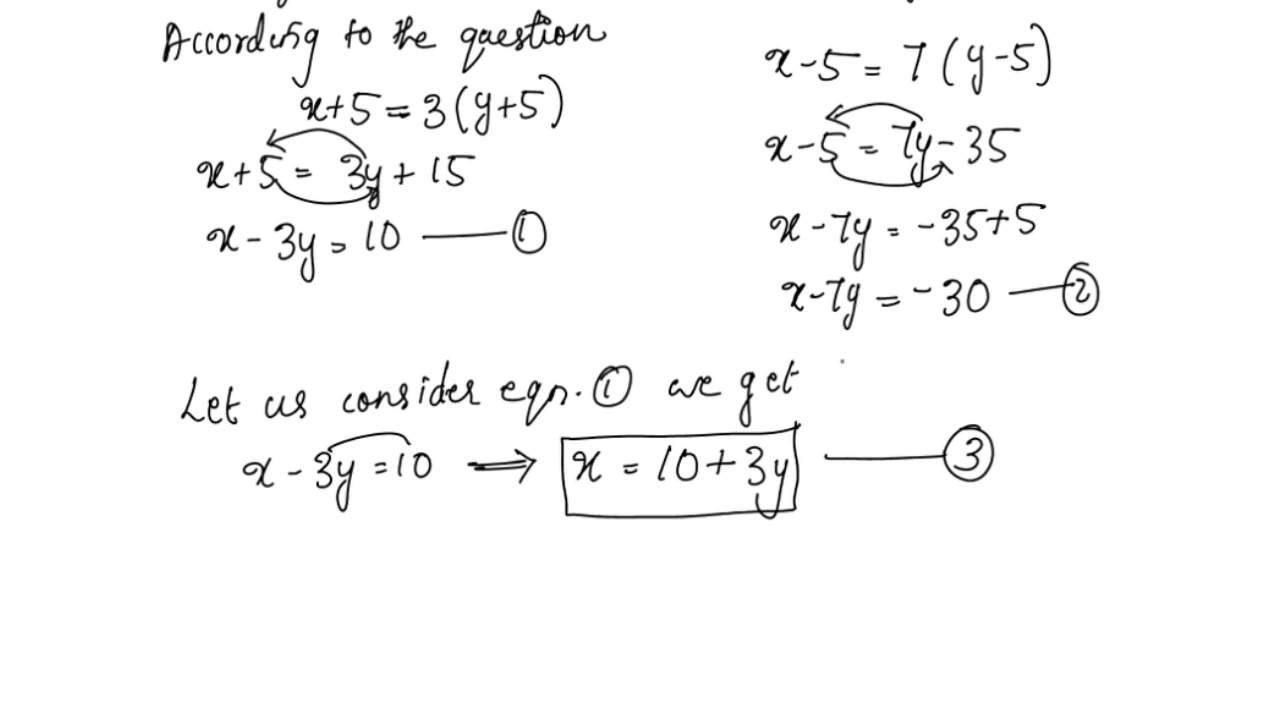 According to the question
x+5 = 3(y+5)
x+5 = 3y + 15
x - 3y = 10 —— ①
x-5 = 7(y-5)
x-5 = 7y-35
x-7y = -35+5
x-7y = -30 —— ②
Let us consider eqn. ① we get
x - 3y = 10 ⟹ x = 10+3y —— ③